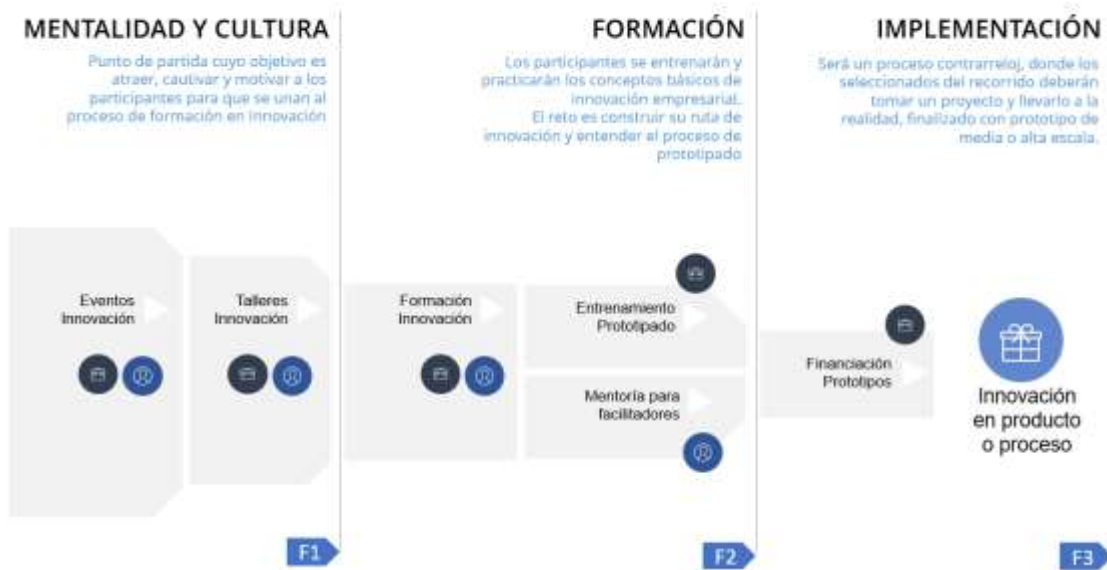 MENTALIDAD Y CULTURA
Punto de partida cuyo objetivo es
atraer, cautivar y motivar a los
participantes para que se unan al
proceso de formación en innovación
FORMACIÓN
Los participantes se entrenarán y
practicarán los conceptos básicos de
innovación empresarial.
El reto es construir su ruta de
innovación y entender el proceso de
prototipado
IMPLEMENTACIÓN
Será un proceso contrarreloj, donde los
seleccionados del recorrido deberán
tomar un proyecto y llevarlo a la
realidad, finalizado con prototipo de
media o alta escala.
Eventos
Innovación
Talleres
Innovación
Formación
Innovación
Entrenamiento
Prototipado
Mentoría para
facilitadores
Financiación
Prototipos
Innovación
en producto
o proceso
F1
F2
F3